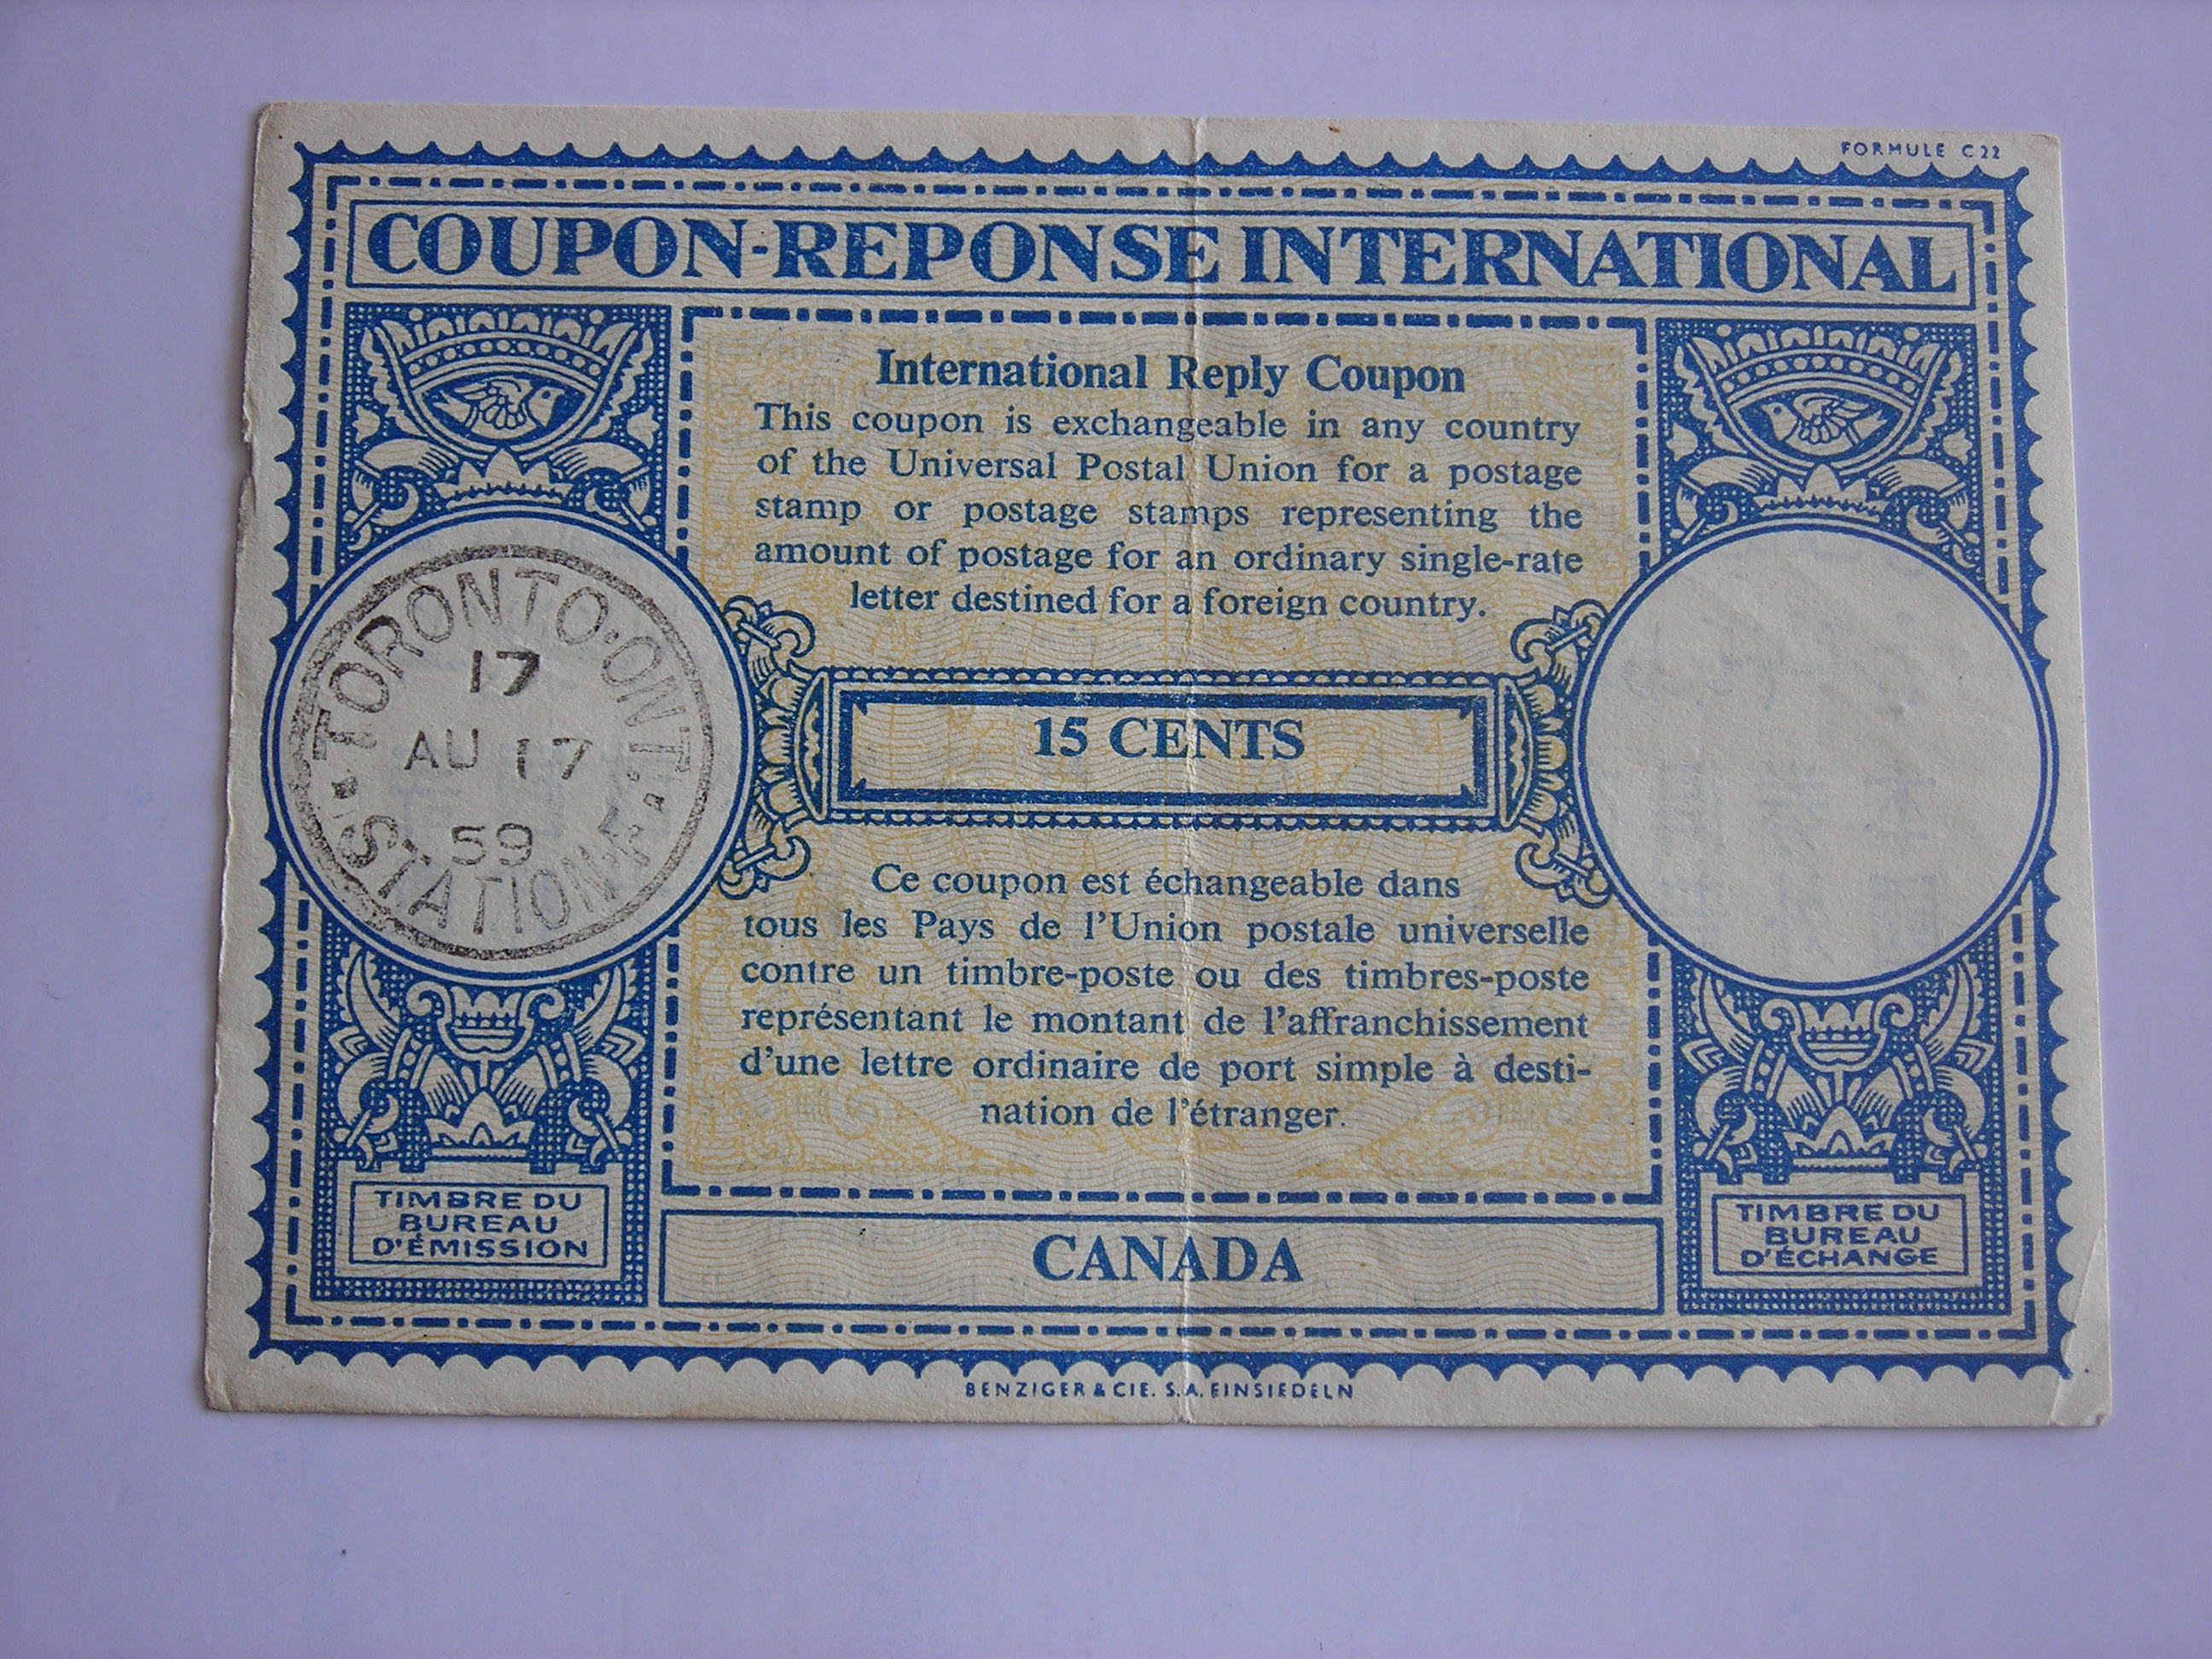 FORMULE C 22
COUPON-REPONSE INTERNATIONAL
International Reply Coupon
This coupon is exchangeable in any country
of the Universal Postal Union for a postage
stamp or postage stamps representing the
amount of postage for an ordinary single-rate
letter destined for a foreign country.
TORONTO·ONT.
17
AU 17
59
STATION
15 CENTS
Ce coupon est échangeable dans
tous les Pays de l'Union postale universelle
contre un timbre-poste ou des timbres-poste
représentant le montant de l'affranchissement
d'une lettre ordinaire de port simple à desti-
nation de l'étranger.
TIMBRE DU
BUREAU
D'ÉMISSION
CANADA
TIMBRE DU
BUREAU
D'ÉCHANGE
BENZIGER & CIE. S.A. EINSIEDELN